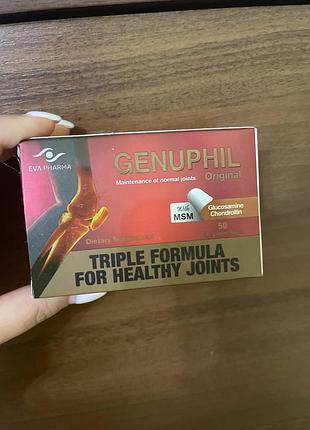 EVA PHARMA
GENUPHIL
Original
Maintenance of normal joints
With
MSM
Glucosamine
Chondroitin
50
Dietary
TRIPLE FORMULA
FOR HEALTHY JOINTS